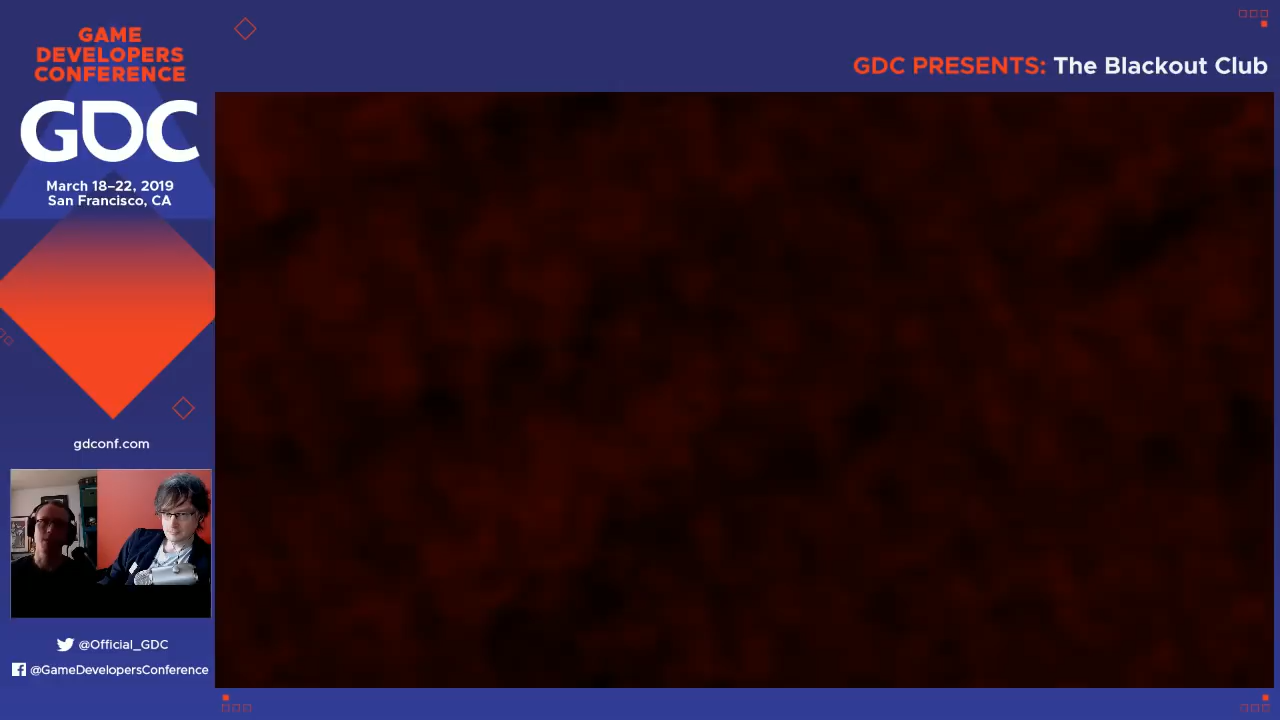 GAME
DEVELOPERS
CONFERENCE
GDC
March 18–22, 2019
San Francisco, CA
GDC PRESENTS: The Blackout Club
gdconf.com
@Official_GDC
@GameDevelopersConference